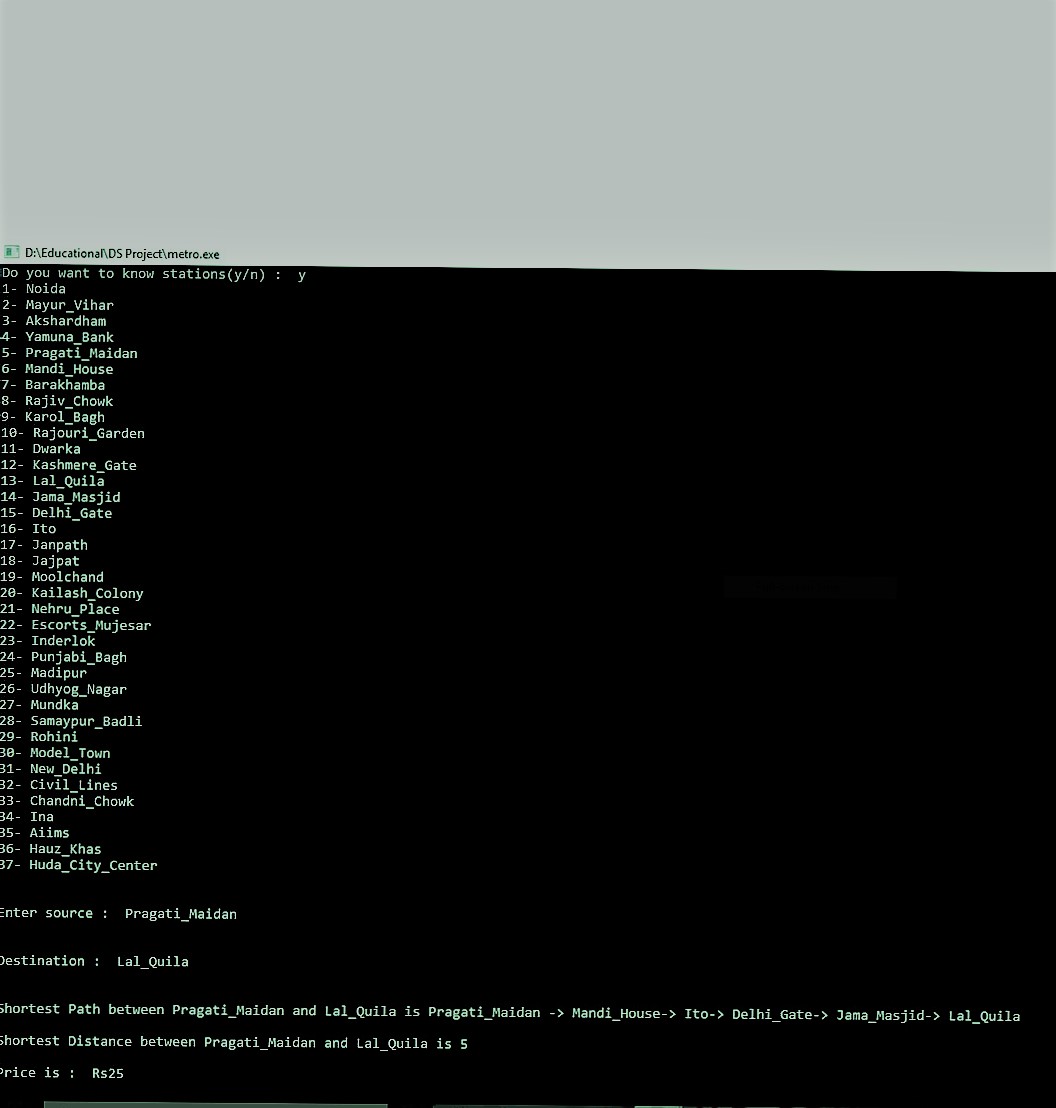 D:\Educational\DS Project\metro.exe
Do you want to know stations(y/n) :  y
1- Noida
2- Mayur_Vihar
3- Akshardham
4- Yamuna_Bank
5- Pragati_Maidan
6- Mandi_House
7- Barakhamba
8- Rajiv_Chowk
9- Karol_Bagh
10- Rajouri_Garden
11- Dwarka
12- Kashmere_Gate
13- Lal_Quila
14- Jama_Masjid
15- Delhi_Gate
16- Ito
17- Janpath
18- Jajpat
19- Moolchand
20- Kailash_Colony
21- Nehru_Place
22- Escorts_Mujesar
23- Inderlok
24- Punjabi_Bagh
25- Madipur
26- Udhyog_Nagar
27- Mundka
28- Samaypur_Badli
29- Rohini
30- Model_Town
31- New_Delhi
32- Civil_Lines
33- Chandni_Chowk
34- Ina
35- Aiims
36- Hauz_Khas
37- Huda_City_Center
Enter source :  Pragati_Maidan
Destination :  Lal_Quila
Shortest Path between Pragati_Maidan and Lal_Quila is Pragati_Maidan -> Mandi_House-> Ito-> Delhi_Gate-> Jama_Masjid-> Lal_Quila
Shortest Distance between Pragati_Maidan and Lal_Quila is 5
Price is :  Rs25